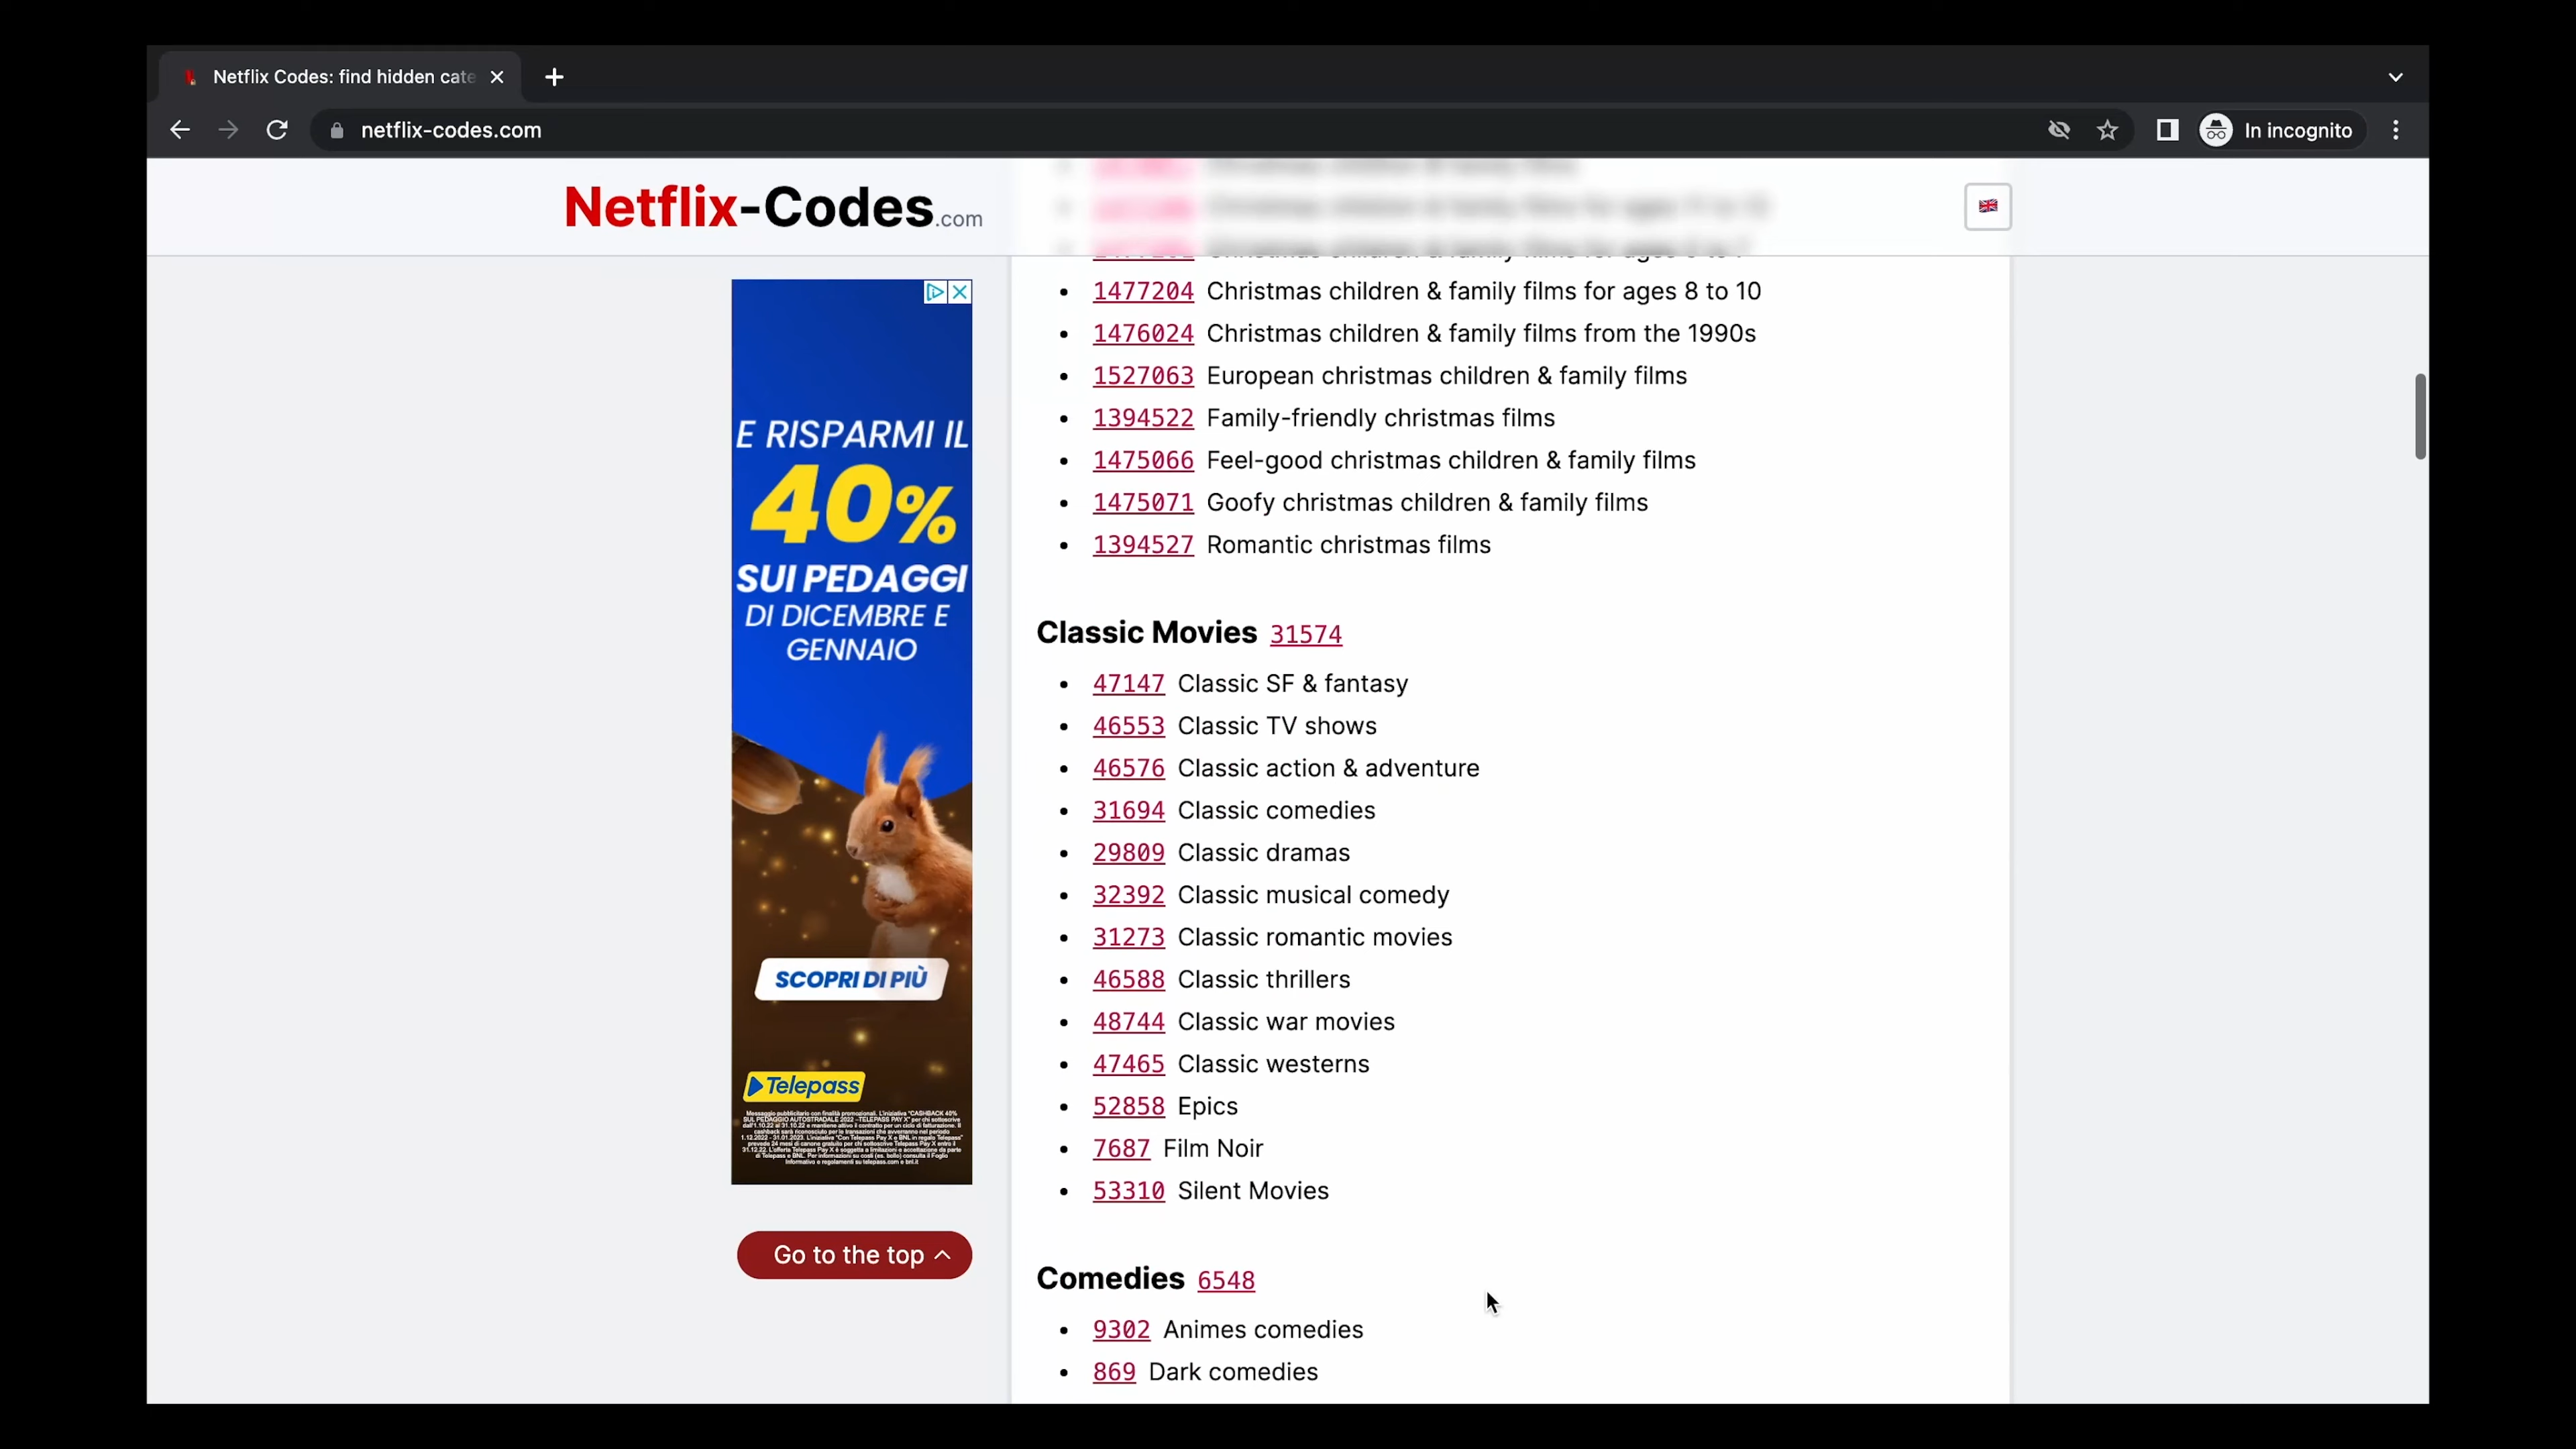 Netflix Codes: find hidden cate
netflix-codes.com
In incognito
Netflix-Codes.com
1477204 Christmas children & family films for ages 8 to 10
1476024 Christmas children & family films from the 1990s
1527063 European christmas children & family films
1394522 Family-friendly christmas films
1475066 Feel-good christmas children & family films
1475071 Goofy christmas children & family films
1394527 Romantic christmas films
Classic Movies 31574
47147 Classic SF & fantasy
46553 Classic TV shows
46576 Classic action & adventure
31694 Classic comedies
29809 Classic dramas
32392 Classic musical comedy
31273 Classic romantic movies
46588 Classic thrillers
48744 Classic war movies
47465 Classic westerns
52858 Epics
7687 Film Noir
53310 Silent Movies
Comedies 6548
9302 Animes comedies
869 Dark comedies
E RISPARMI IL
40%
SUI PEDAGGI
DI DICEMBRE E
GENNAIO
SCOPRI DI PIÙ
Telepass
Go to the top